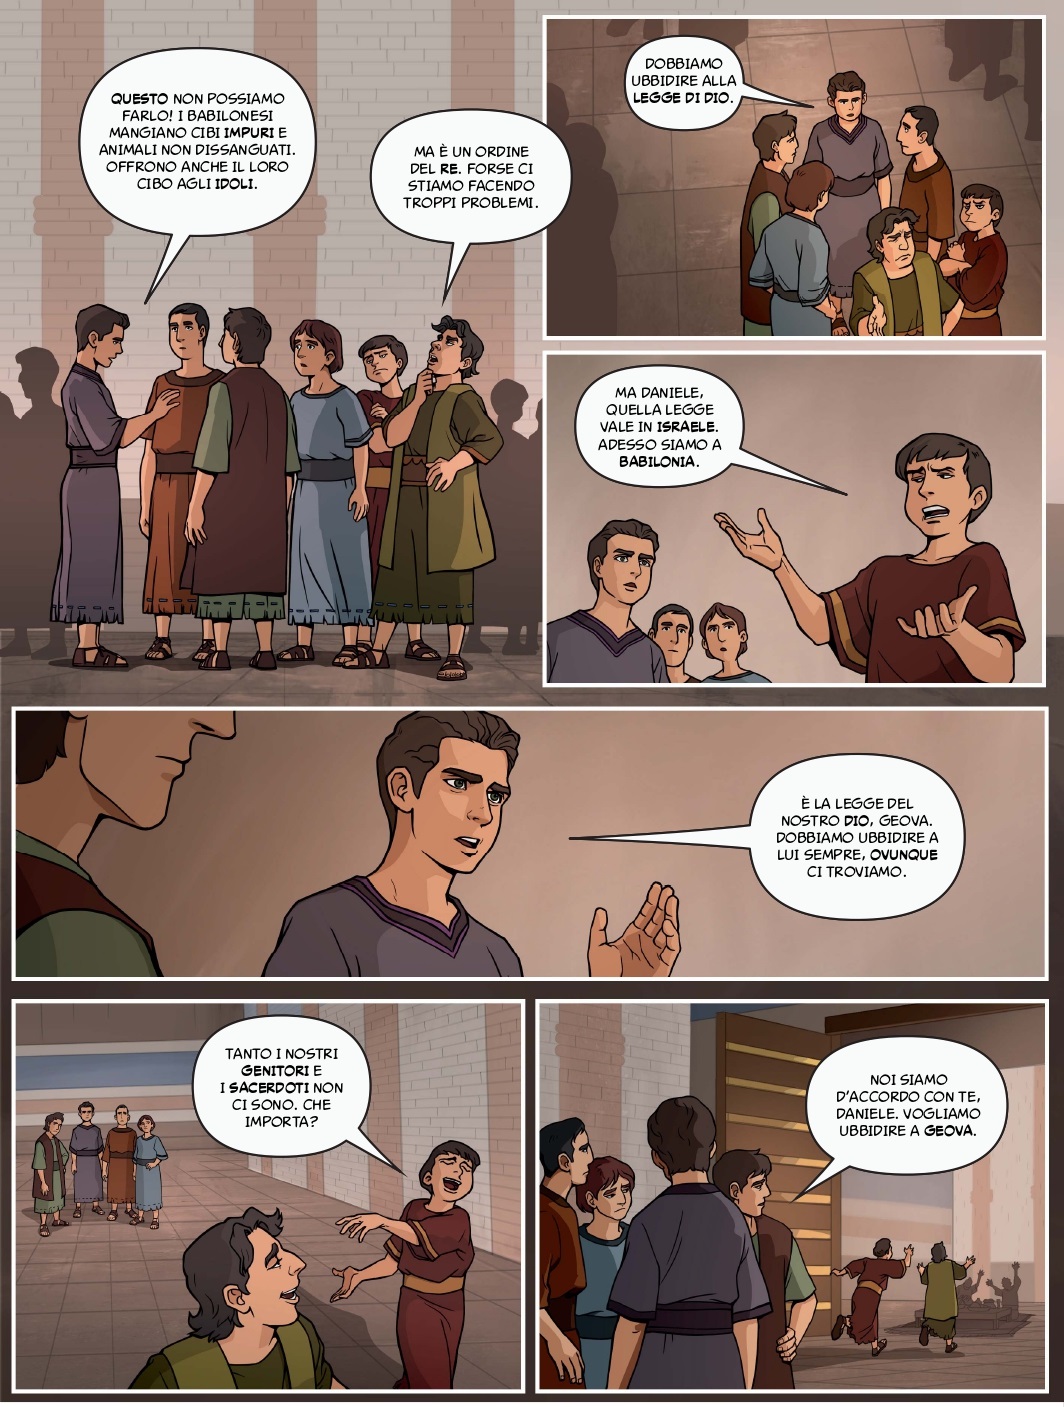 QUESTO NON POSSIAMO
FARLO! I BABILONESI
MANGIANO CIBI IMPURI E
ANIMALI NON DISSANGUATI.
OFFRONO ANCHE IL LORO
CIBO AGLI IDOLI.
MA È UN ORDINE
DEL RE. FORSE CI
STIAMO FACENDO
TROPPI PROBLEMI.
DOBBIAMO
UBBIDIRE ALLA
LEGGE DI DIO.
MA DANIELE,
QUELLA LEGGE
VALE IN ISRAELE.
ADESSO SIAMO A
BABILONIA.
È LA LEGGE DEL
NOSTRO DIO, GEOVA.
DOBBIAMO UBBIDIRE A
LUI SEMPRE, OVUNQUE
CI TROVIAMO.
TANTO I NOSTRI
GENITORI E
I SACERDOTI NON
CI SONO. CHE
IMPORTA?
NOI SIAMO
D'ACCORDO CON TE,
DANIELE. VOGLIAMO
UBBIDIRE A GEOVA.